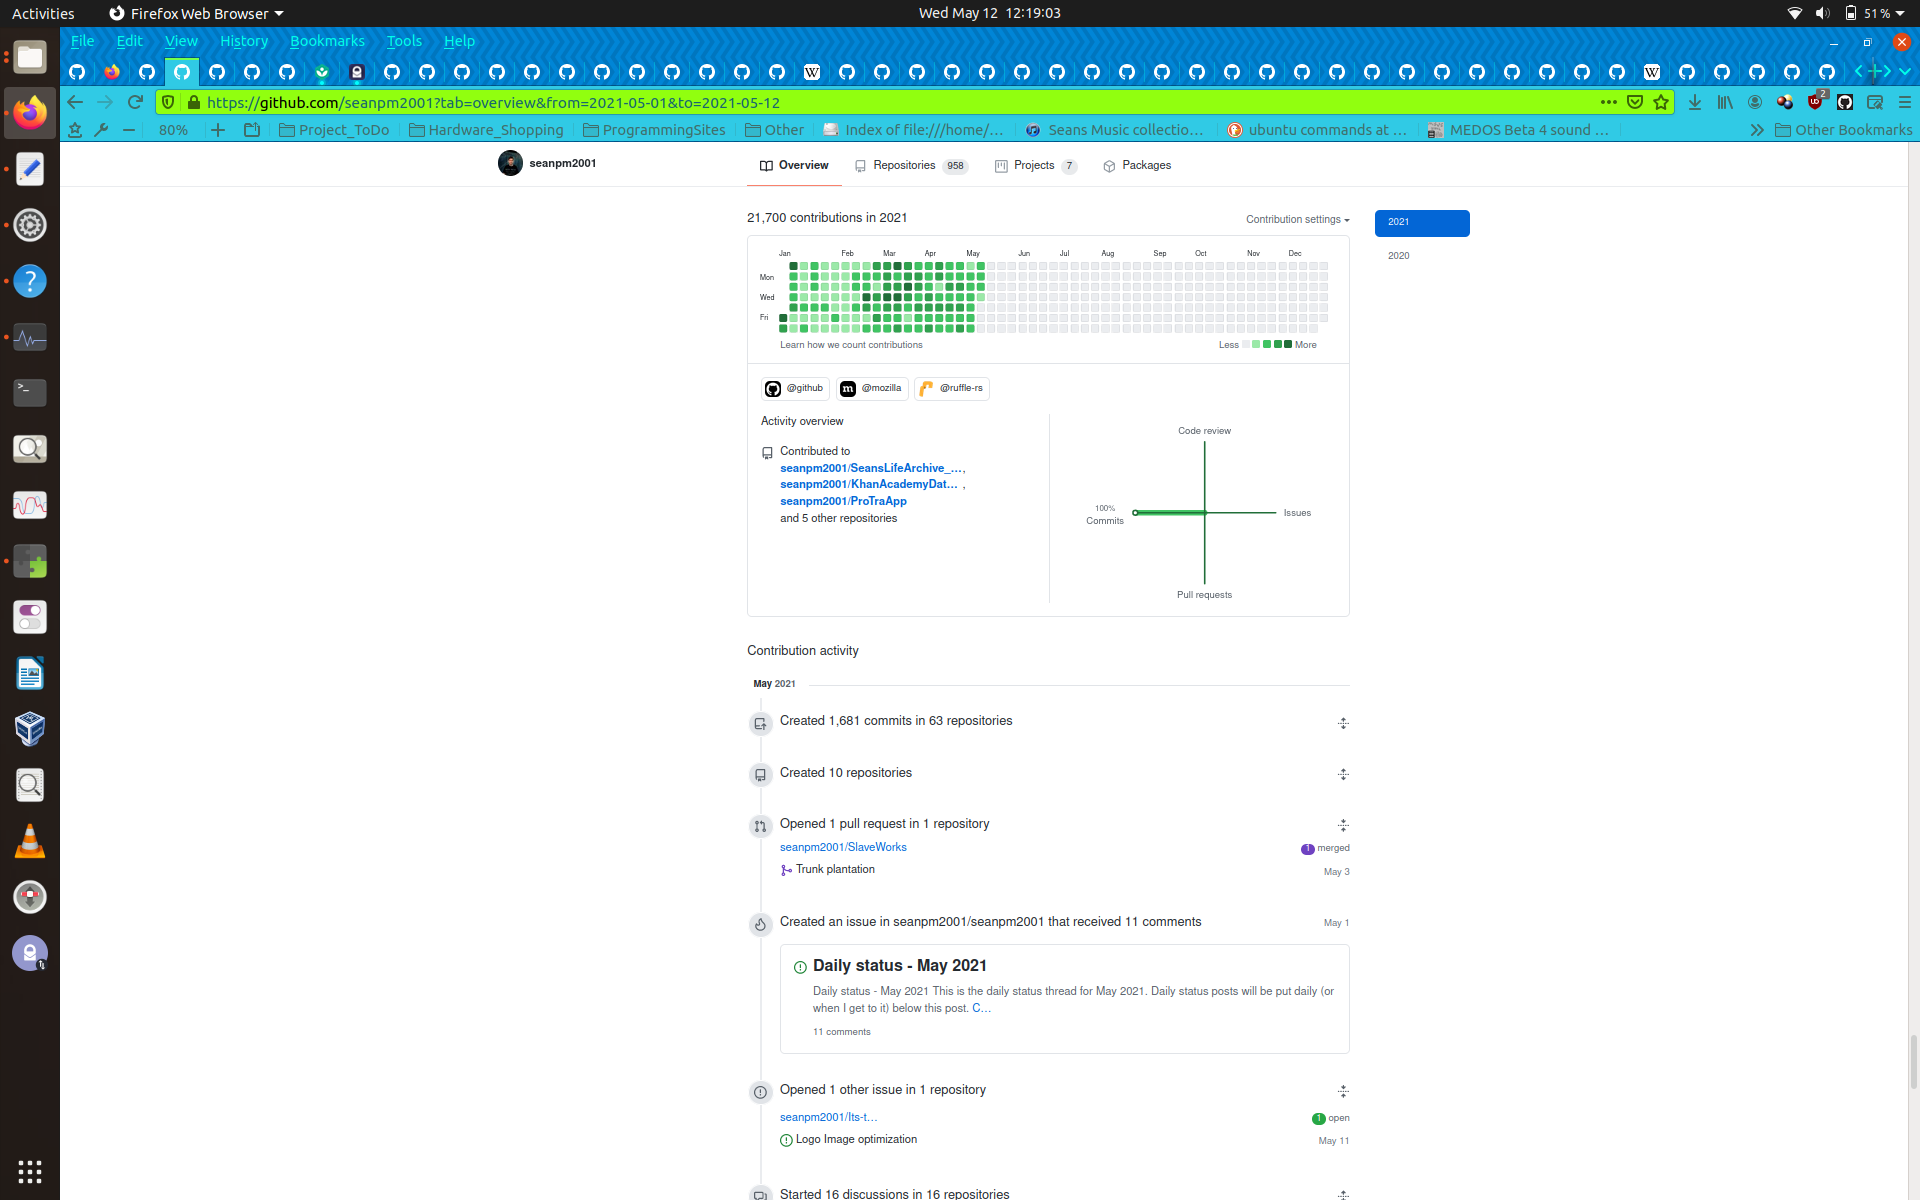 Activities
Firefox Web Browser
Wed May 12 12:19:03
51 %
File Edit View History Bookmarks Tools Help
https://github.com/seanpm2001?tab=overview&from=2021-05-01&to=2021-05-12
2
80%
Project_ToDo
Hardware_Shopping
ProgrammingSites
Other
Index of file:///home/...
Seans Music collectio...
ubuntu commands at ...
MEDOS Beta 4 sound ...
Other Bookmarks
seanpm2001
Overview
Repositories 958
Projects 7
Packages
21,700 contributions in 2021
Contribution settings
2021
2020
Jan Feb Mar Apr May Jun Jul Aug Sep Oct Nov Dec
Mon
Wed
Fri
Learn how we count contributions
Less More
@github
@mozilla
@ruffle-rs
Activity overview
Contributed to
seanpm2001/SeansLifeArchive_...,
seanpm2001/KhanAcademyDat... ,
seanpm2001/ProTraApp
and 5 other repositories
Code review
100%
Commits
Issues
Pull requests
Contribution activity
May 2021
Created 1,681 commits in 63 repositories
Created 10 repositories
Opened 1 pull request in 1 repository
seanpm2001/SlaveWorks
1 merged
Trunk plantation
May 3
Created an issue in seanpm2001/seanpm2001 that received 11 comments
May 1
Daily status - May 2021
Daily status - May 2021 This is the daily status thread for May 2021. Daily status posts will be put daily (or
when I get to it) below this post. C...
11 comments
Opened 1 other issue in 1 repository
seanpm2001/Its-t...
1 open
Logo Image optimization
May 11
Started 16 discussions in 16 repositories